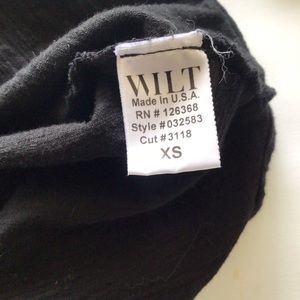 WILT
Made In U.S.A.
RN # 126368
Style #032583
Cut #3118
XS